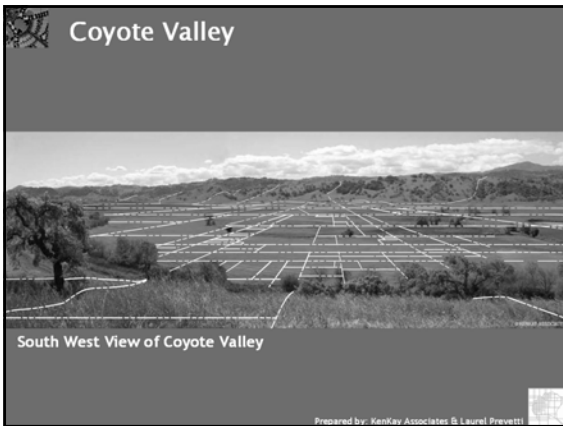 Coyote Valley
South West View of Coyote Valley
Prepared by: KenKay Associates & Laurel Prevetti